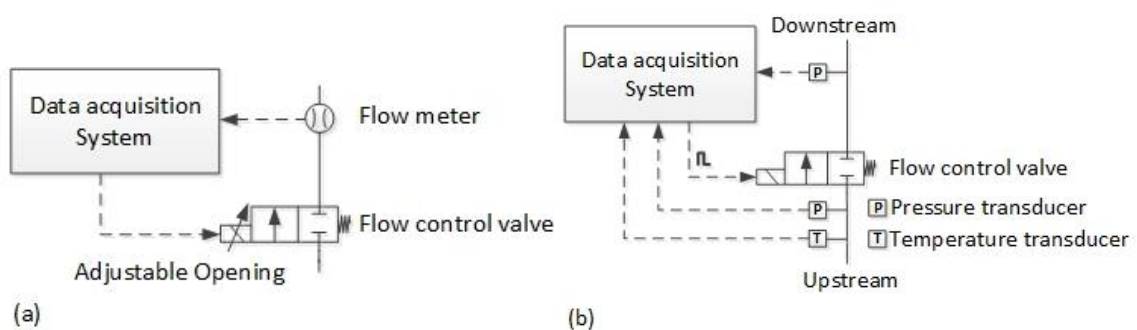 Data acquisition
System
Flow meter
Flow control valve
Adjustable Opening
(a)
Downstream
Data acquisition
System
P
Flow control valve
P
P Pressure transducer
T
T Temperature transducer
Upstream
(b)